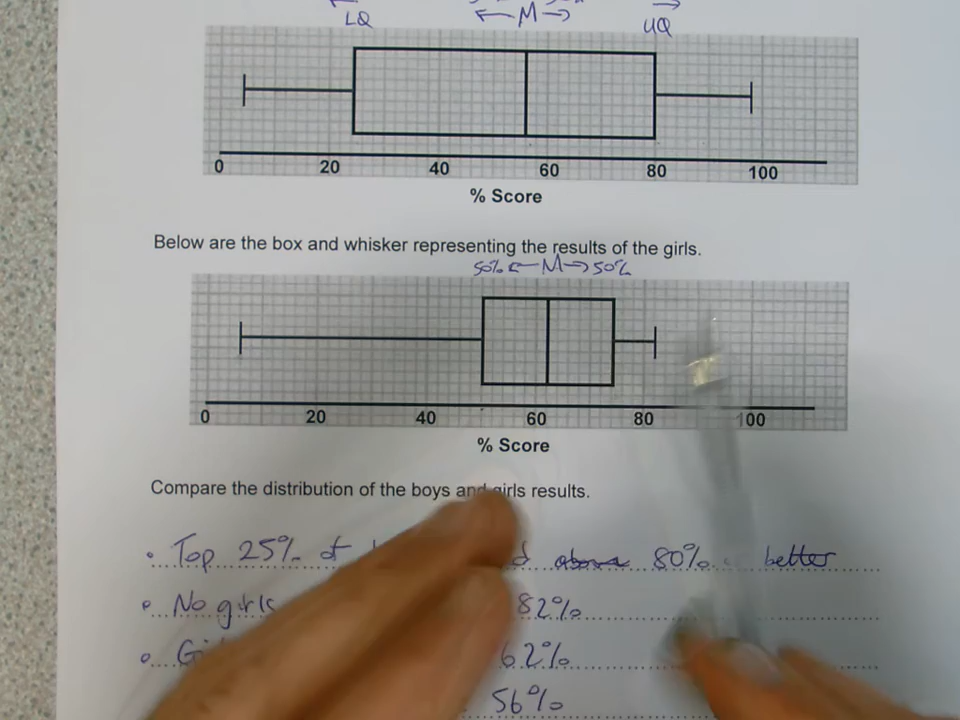 LQ ← M → UQ
0 20 40 60 80 100
% Score
Below are the box and whisker representing the results of the girls.
50% ← M → 50%
0 20 40 60 80 100
% Score
Compare the distribution of the boys and girls results.
• Top 25% of 80% better
• No girls 82%
• 62%
56%